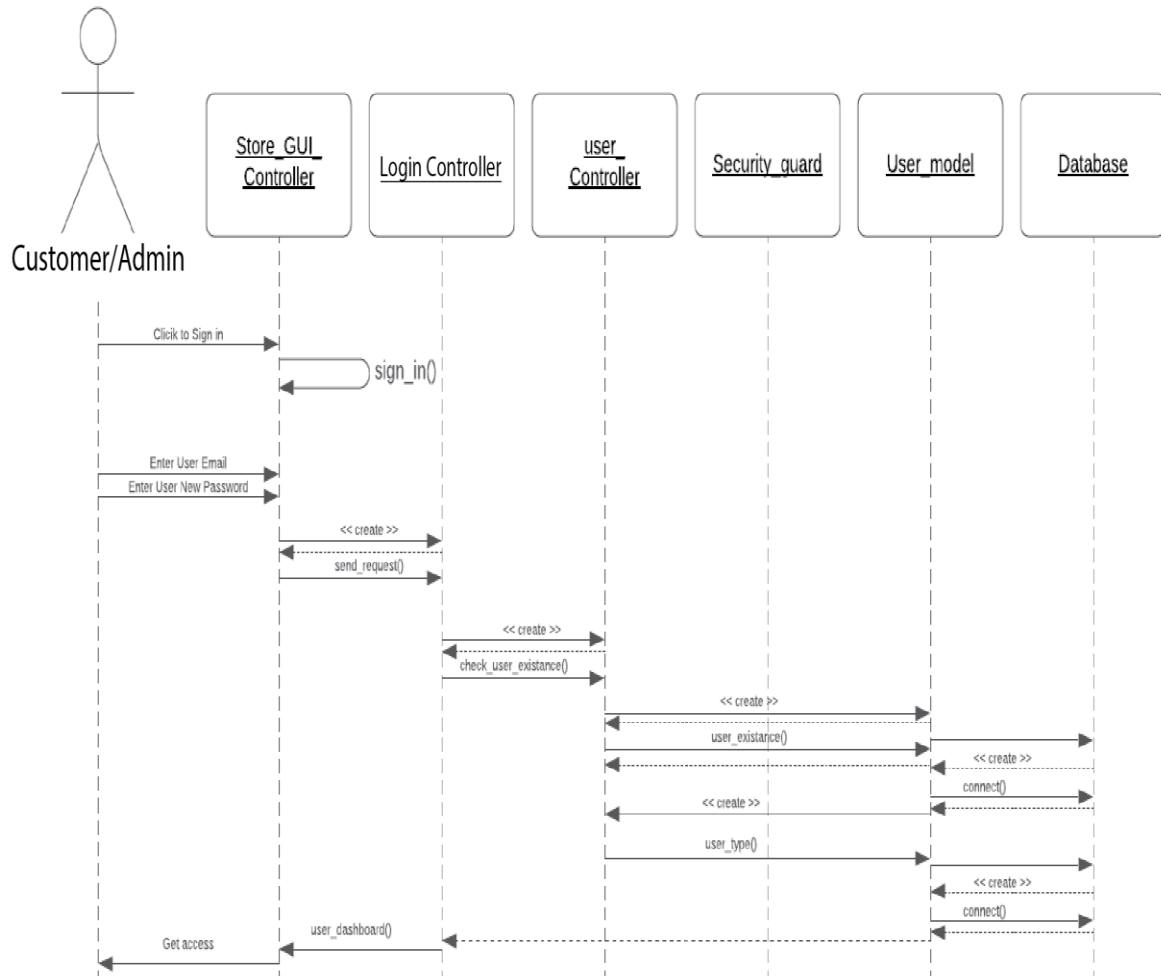 Store_GUI_
Controller
Login Controller
user_
Controller
Security_guard
User_model
Database
Customer/Admin
Clicik to Sign in
sign_in()
Enter User Email
Enter User New Password
<< create >>
send_request()
<< create >>
check_user_existance()
<< create >>
user_existance()
<< create >>
connect()
<< create >>
user_type()
<< create >>
connect()
user_dashboard()
Get access